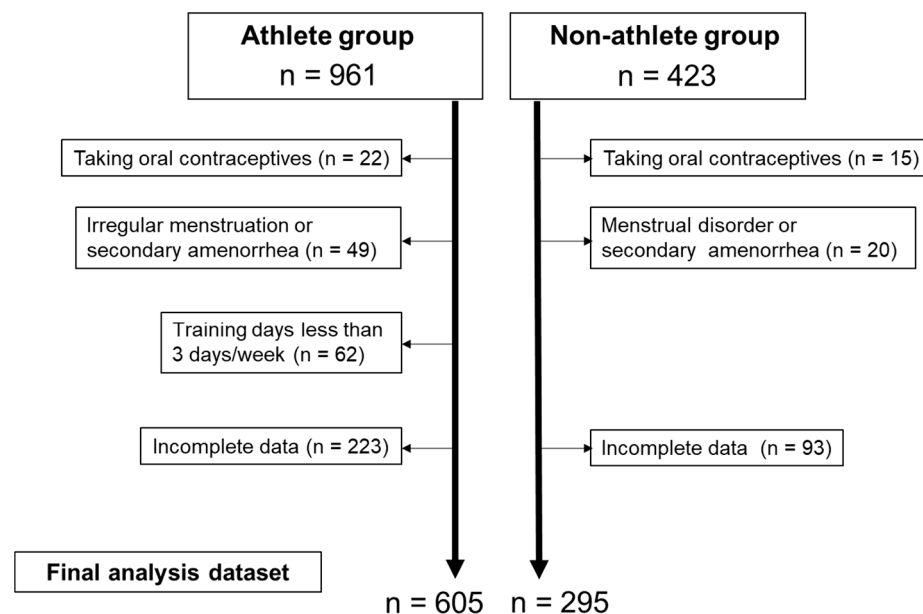 Athlete group
n = 961
Non-athlete group
n = 423
Taking oral contraceptives (n = 22)
Taking oral contraceptives (n = 15)
Irregular menstruation or
secondary amenorrhea (n = 49)
Menstrual disorder or
secondary amenorrhea (n = 20)
Training days less than
3 days/week (n = 62)
Incomplete data (n = 223)
Incomplete data (n = 93)
Final analysis dataset
n = 605
n = 295